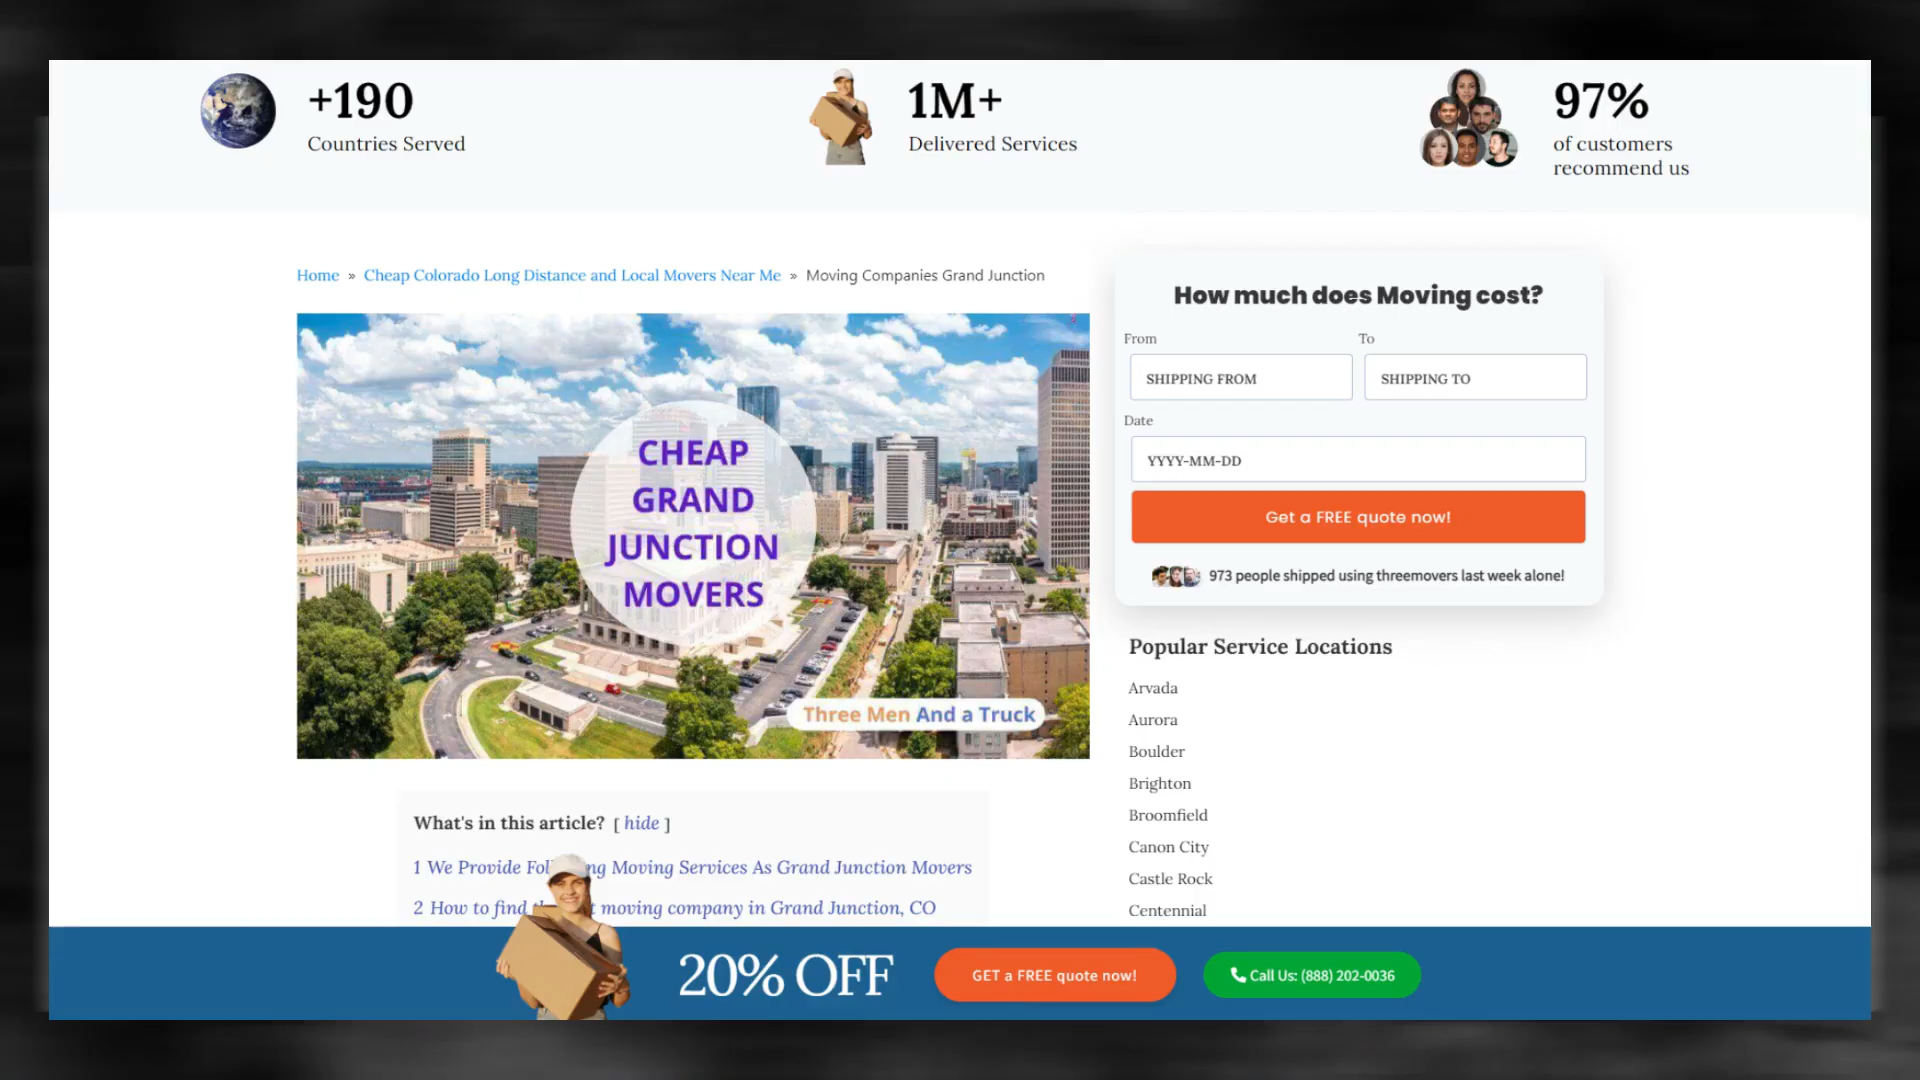 +190
Countries Served
1M+
Delivered Services
97%
of customers
recommend us
Home » Cheap Colorado Long Distance and Local Movers Near Me » Moving Companies Grand Junction
CHEAP
GRAND
JUNCTION
MOVERS
Three Men And a Truck
What's in this article? [ hide ]
1 We Provide Fol ng Moving Services As Grand Junction Movers
2 How to find t t moving company in Grand Junction, CO
How much does Moving cost?
From To
SHIPPING FROM SHIPPING TO
Date
YYYY-MM-DD
Get a FREE quote now!
973 people shipped using threemovers last week alone!
Popular Service Locations
Arvada
Aurora
Boulder
Brighton
Broomfield
Canon City
Castle Rock
Centennial
20% OFF
GET a FREE quote now!
Call Us: (888) 202-0036